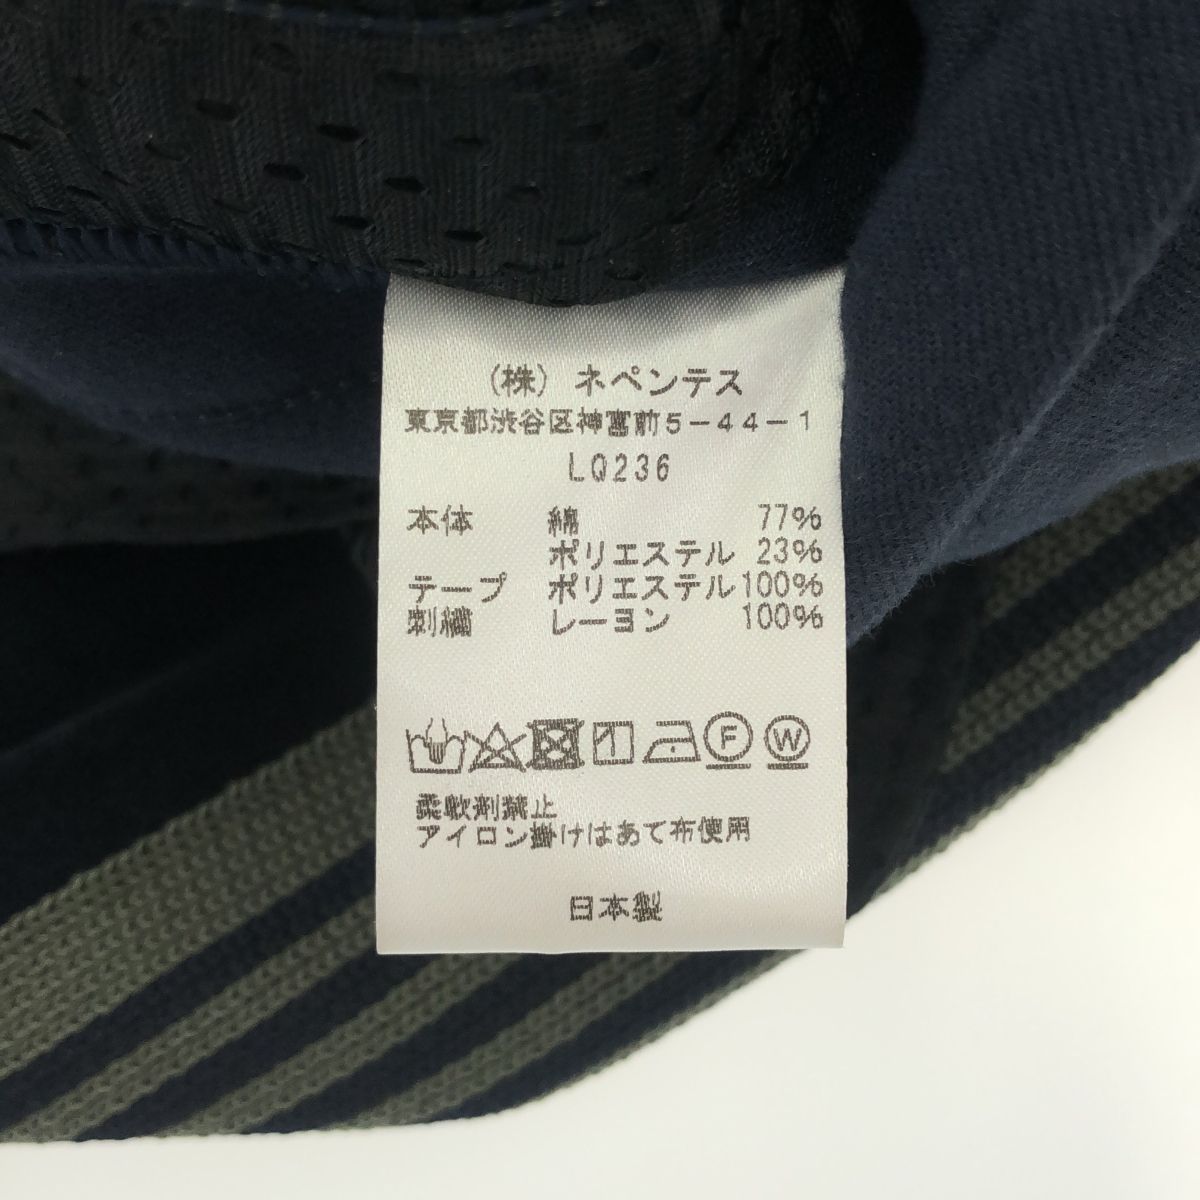 (株) ネペンテス
東京都渋谷区神宮前5-44-1
LQ236
本体 綿 77%
ポリエステル 23%
テープ ポリエステル 100%
刺繍 レーヨン 100%
F W
柔軟剤禁止
アイロン掛けはあて布使用
日本製